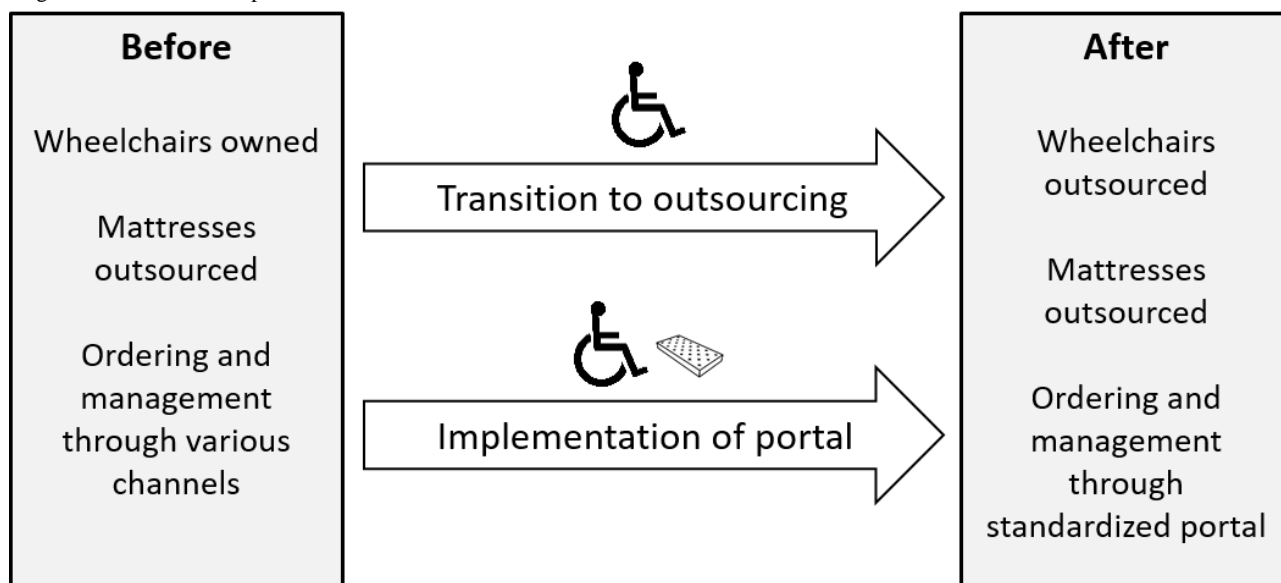 Before
Wheelchairs owned
Mattresses
outsourced
Ordering and
management
through various
channels
Transition to outsourcing
Implementation of portal
After
Wheelchairs
outsourced
Mattresses
outsourced
Ordering and
management
through
standardized portal